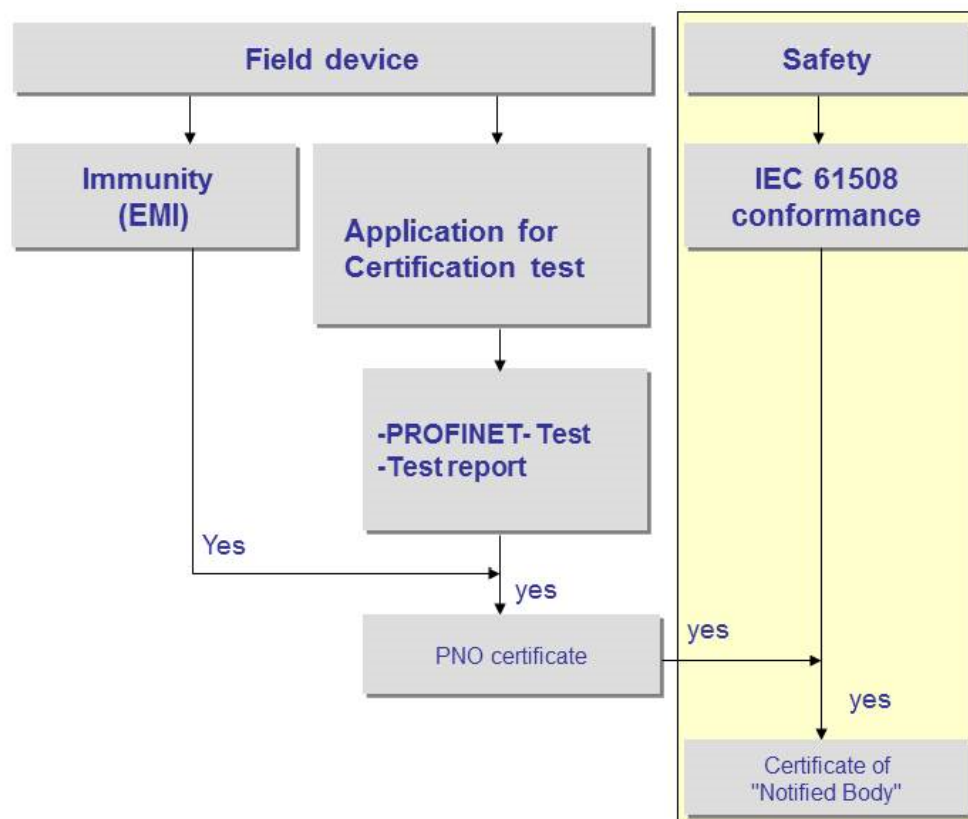 Field device
Safety
Immunity
(EMI)
Application for
Certification test
IEC 61508
conformance
-PROFINET- Test
-Test report
Yes
yes
PNO certificate
yes
yes
Certificate of
"Notified Body"